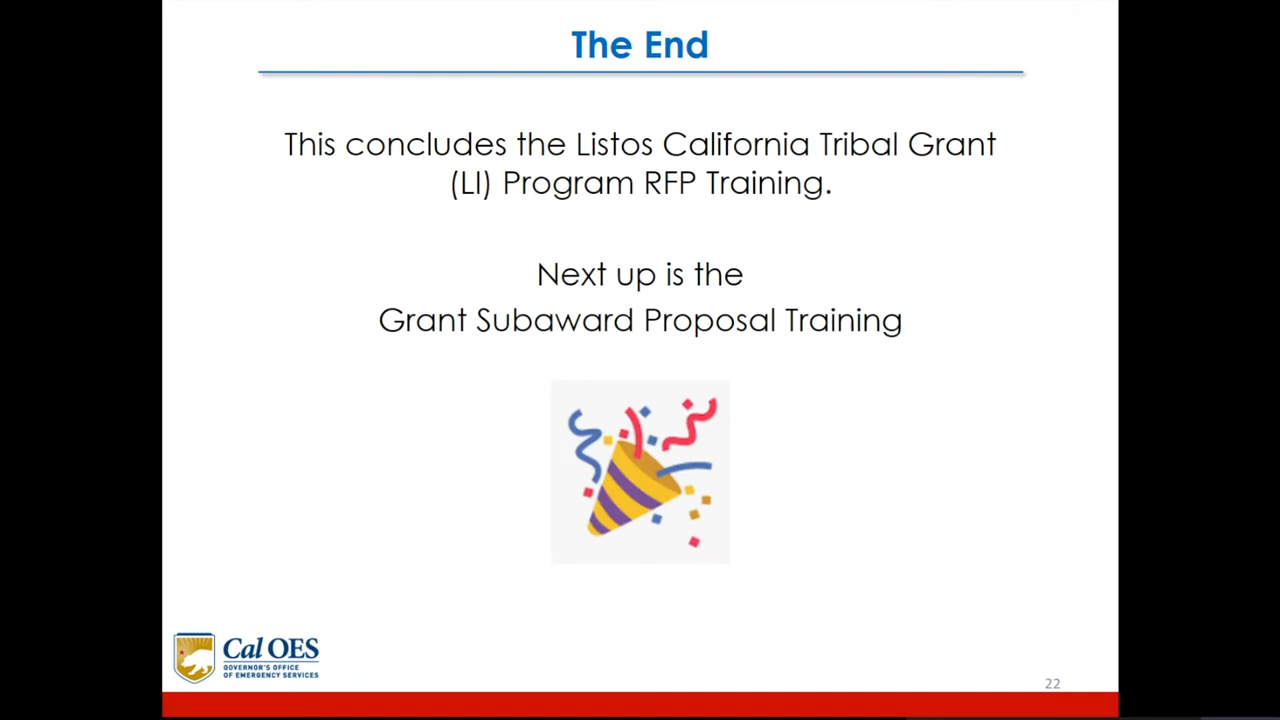 The End
This concludes the Listos California Tribal Grant
(LI) Program RFP Training.
Next up is the
Grant Subaward Proposal Training
Cal OES
GOVERNOR'S OFFICE
OF EMERGENCY SERVICES
22